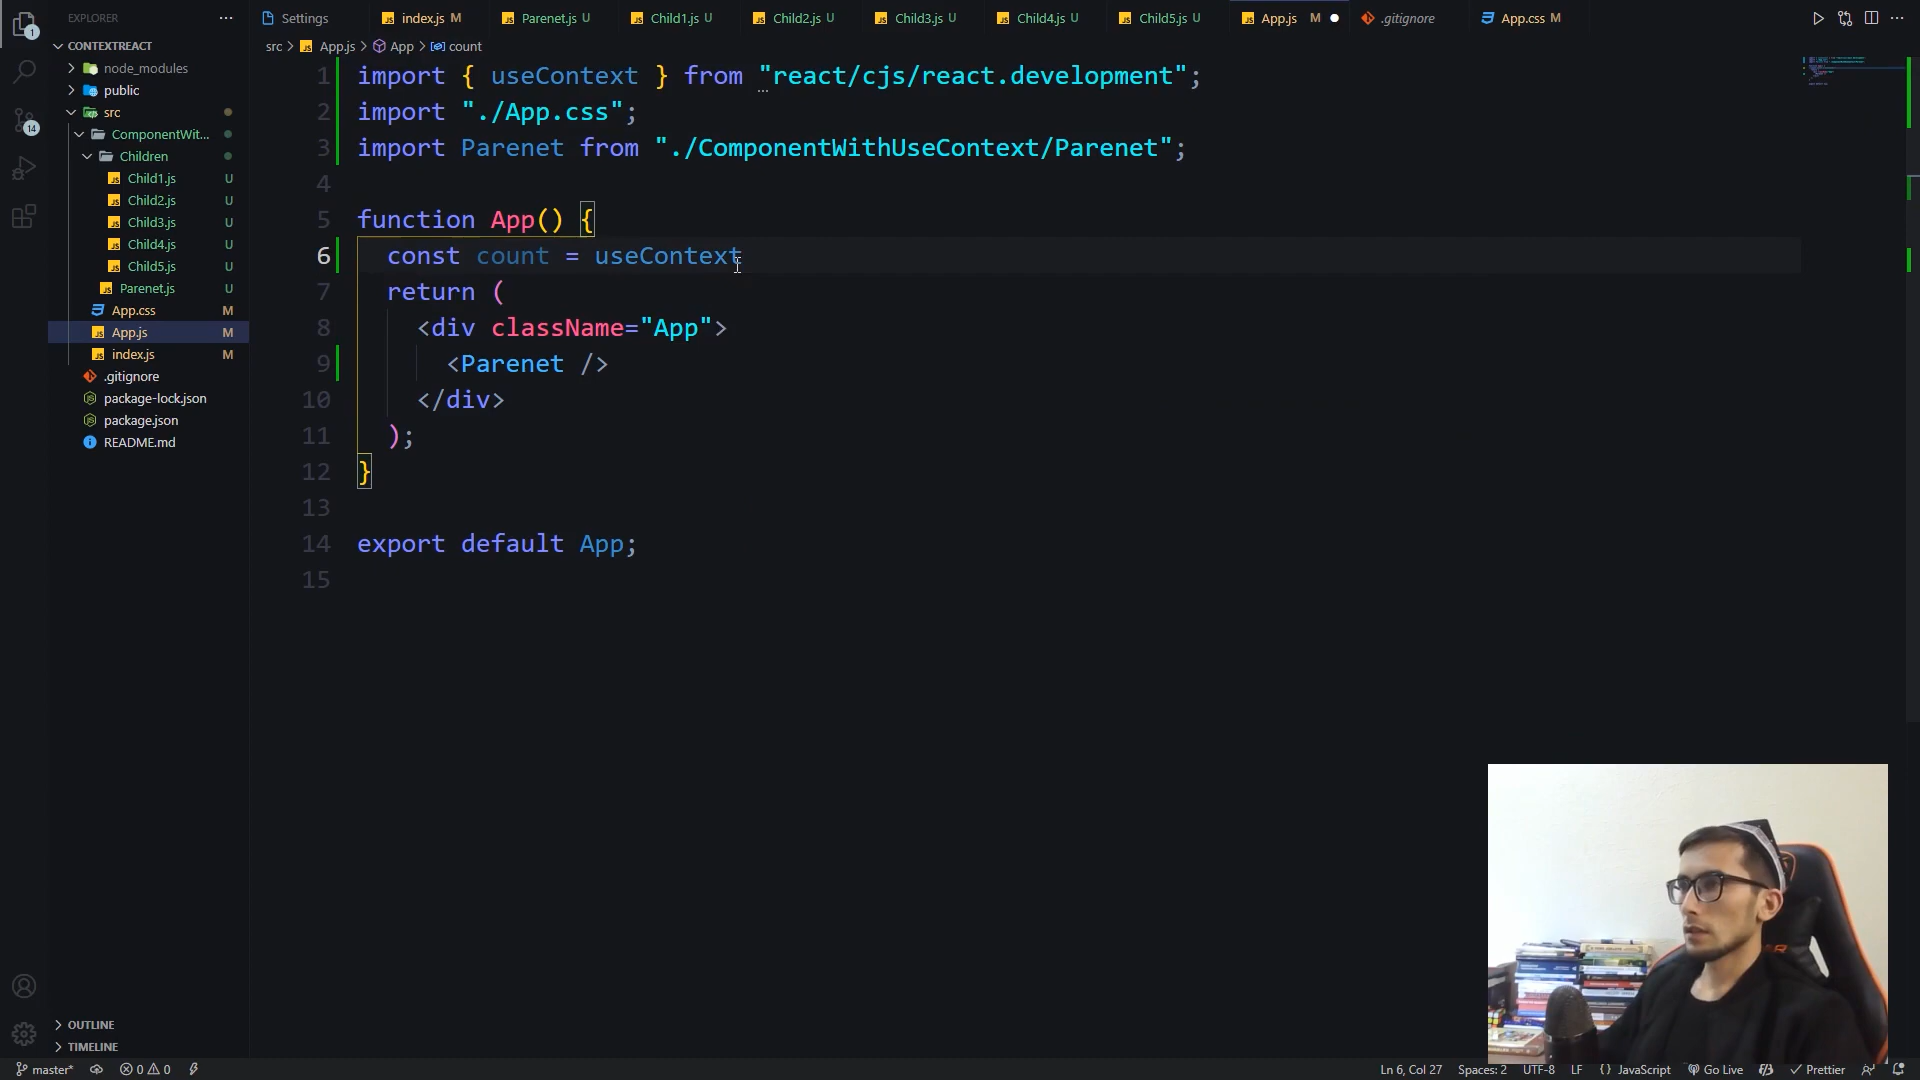 EXPLORER
CONTEXTREACT
node_modules
public
src
ComponentWit...
Children
Child1.js U
Child2.js U
Child3.js U
Child4.js U
Child5.js U
Parenet.js U
App.css M
App.js M
index.js M
.gitignore
package-lock.json
package.json
README.md
OUTLINE
TIMELINE
1
14
Settings
index.js M
Parenet.js U
Child1.js U
Child2.js U
Child3.js U
Child4.js U
Child5.js U
App.js M
.gitignore
App.css M
src > App.js > App > count
1 import { useContext } from "react/cjs/react.development";
2 import "./App.css";
3 import Parenet from "./ComponentWithUseContext/Parenet";
4
5 function App() {
6 const count = useContext
7 return (
8 <div className="App">
9 <Parenet />
10 </div>
11 );
12 }
13
14 export default App;
15
master* 0 0 Ln 6, Col 27 Spaces: 2 UTF-8 LF { } JavaScript Go Live Prettier